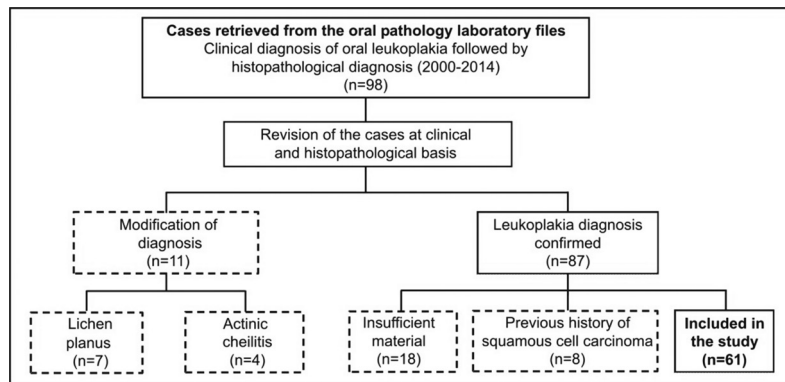 Cases retrieved from the oral pathology laboratory files
Clinical diagnosis of oral leukoplakia followed by
histopathological diagnosis (2000-2014)
(n=98)
Revision of the cases at clinical
and histopathological basis
Modification of
diagnosis
(n=11)
Leukoplakia diagnosis
confirmed
(n=87)
Lichen
planus
(n=7)
Actinic
cheilitis
(n=4)
Insufficient
material
(n=18)
Previous history of
squamous cell carcinoma
(n=8)
Included in
the study
(n=61)